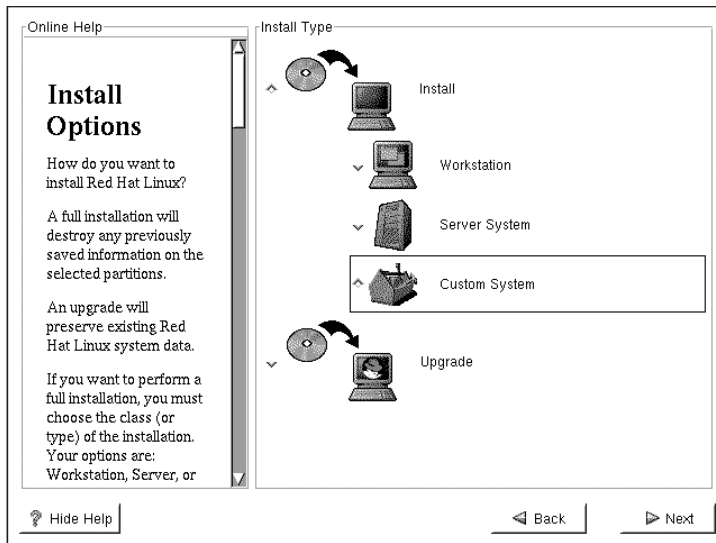 Online Help
Install
Options
How do you want to
install Red Hat Linux?
A full installation will
destroy any previously
saved information on the
selected partitions.
An upgrade will
preserve existing Red
Hat Linux system data.
If you want to perform a
full installation, you must
choose the class (or
type) of the installation.
Your options are:
Workstation, Server, or
Install Type
Install
Workstation
Server System
Custom System
Upgrade
Hide Help
Back
Next